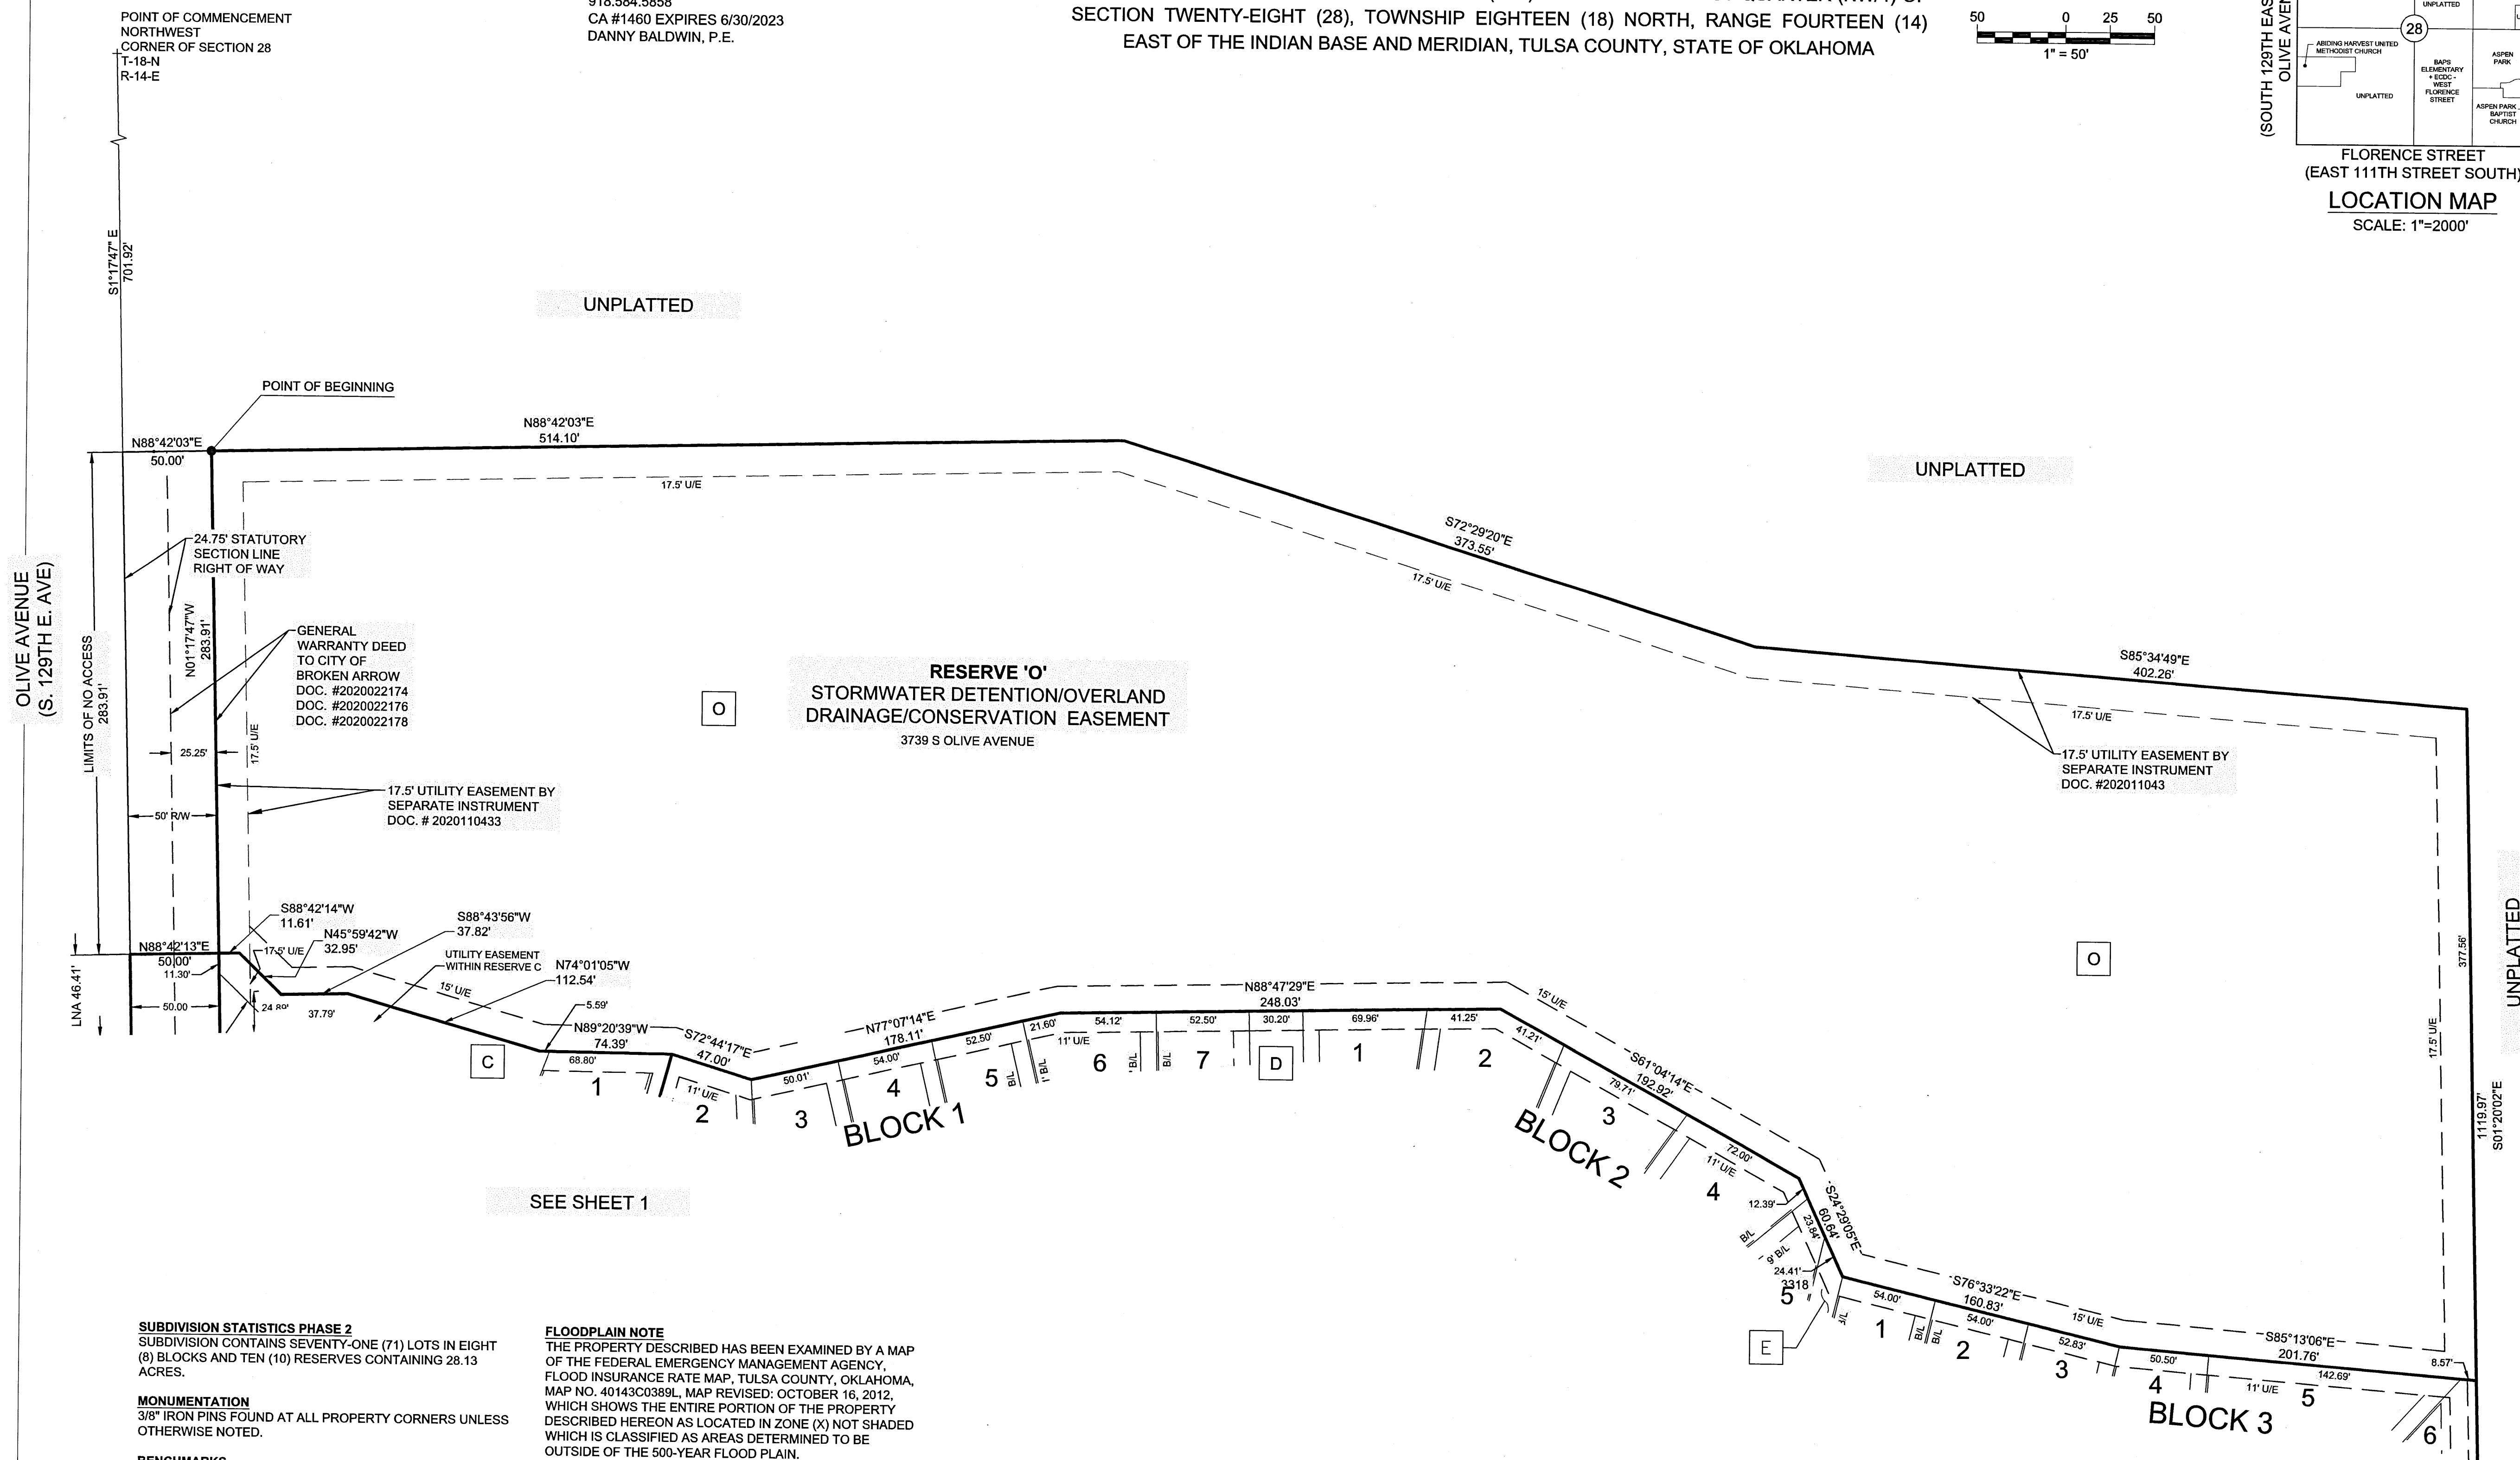 POINT OF COMMENCEMENT
NORTHWEST
CORNER OF SECTION 28
T-18-N
R-14-E
918.584.5858
CA #1460 EXPIRES 6/30/2023
DANNY BALDWIN, P.E.
SECTION TWENTY-EIGHT (28), TOWNSHIP EIGHTEEN (18) NORTH, RANGE FOURTEEN (14)
EAST OF THE INDIAN BASE AND MERIDIAN, TULSA COUNTY, STATE OF OKLAHOMA
50 0 25 50
1" = 50'
(SOUTH 129TH EAS
OLIVE AVEN
UNPLATTED
28
ABIDING HARVEST UNITED
METHODIST CHURCH
UNPLATTED
BAPS
ELEMENTARY
+ ECDC -
WEST
FLORENCE
STREET
ASPEN
PARK
ASPEN PARK
BAPTIST
CHURCH
FLORENCE STREET
(EAST 111TH STREET SOUTH)
LOCATION MAP
SCALE: 1"=2000'
S1°17'47" E
701.92'
UNPLATTED
POINT OF BEGINNING
N88°42'03"E
50.00'
N88°42'03"E
514.10'
17.5' U/E
UNPLATTED
S72°29'20"E
373.55'
17.5' U/E
S85°34'49"E
402.26'
17.5' U/E
17.5' UTILITY EASEMENT BY
SEPARATE INSTRUMENT
DOC. #202011043
OLIVE AVENUE
(S. 129TH E. AVE)
LIMITS OF NO ACCESS
283.91'
24.75' STATUTORY
SECTION LINE
RIGHT OF WAY
N01°17'47"W
283.91'
GENERAL
WARRANTY DEED
TO CITY OF
BROKEN ARROW
DOC. #2020022174
DOC. #2020022176
DOC. #2020022178
25.25'
17.5' U/E
17.5' UTILITY EASEMENT BY
SEPARATE INSTRUMENT
DOC. # 2020110433
50' R/W
O
RESERVE 'O'
STORMWATER DETENTION/OVERLAND
DRAINAGE/CONSERVATION EASEMENT
3739 S OLIVE AVENUE
O
377.56'
UNPLATTED
17.5' U/E
1119.97'
S01°20'02"E
LNA 46.41'
N88°42'13"E
50.00'
11.30'
50.00
S88°42'14"W
11.61'
17.5' U/E
N45°59'42"W
32.95'
24.89'
S88°43'56"W
37.82'
37.79'
UTILITY EASEMENT
WITHIN RESERVE C
15' U/E
N74°01'05"W
112.54'
5.59'
C
N89°20'39"W
74.39'
68.80'
1
S72°44'17"E
47.00'
11' U/E
2
N77°07'14"E
178.11'
50.01'
3
54.00'
4
52.50'
5
B/L
21.60'
11' U/E
BLOCK 1
54.12'
6
B/L
B/L
52.50'
7
N88°47'29"E
248.03'
30.20'
D
69.96'
1
41.25'
2
15' U/E
41.21'
S61°04'14"E
192.92'
79.71'
3
72.00'
11' U/E
4
BLOCK 2
12.39'
S24°29'05"E
60.64'
23.84'
B/L
9' B/L
24.41'
3318
5
E
S76°33'22"E
160.83'
15' U/E
54.00'
1
B/L
B/L
54.00'
2
52.83'
3
S85°13'06"E
201.76'
50.50'
4
11' U/E
142.69'
5
8.57'
6
BLOCK 3
SEE SHEET 1
SUBDIVISION STATISTICS PHASE 2
SUBDIVISION CONTAINS SEVENTY-ONE (71) LOTS IN EIGHT
(8) BLOCKS AND TEN (10) RESERVES CONTAINING 28.13
ACRES.
MONUMENTATION
3/8" IRON PINS FOUND AT ALL PROPERTY CORNERS UNLESS
OTHERWISE NOTED.
FLOODPLAIN NOTE
THE PROPERTY DESCRIBED HAS BEEN EXAMINED BY A MAP
OF THE FEDERAL EMERGENCY MANAGEMENT AGENCY,
FLOOD INSURANCE RATE MAP, TULSA COUNTY, OKLAHOMA,
MAP NO. 40143C0389L, MAP REVISED: OCTOBER 16, 2012,
WHICH SHOWS THE ENTIRE PORTION OF THE PROPERTY
DESCRIBED HEREON AS LOCATED IN ZONE (X) NOT SHADED
WHICH IS CLASSIFIED AS AREAS DETERMINED TO BE
OUTSIDE OF THE 500-YEAR FLOOD PLAIN.